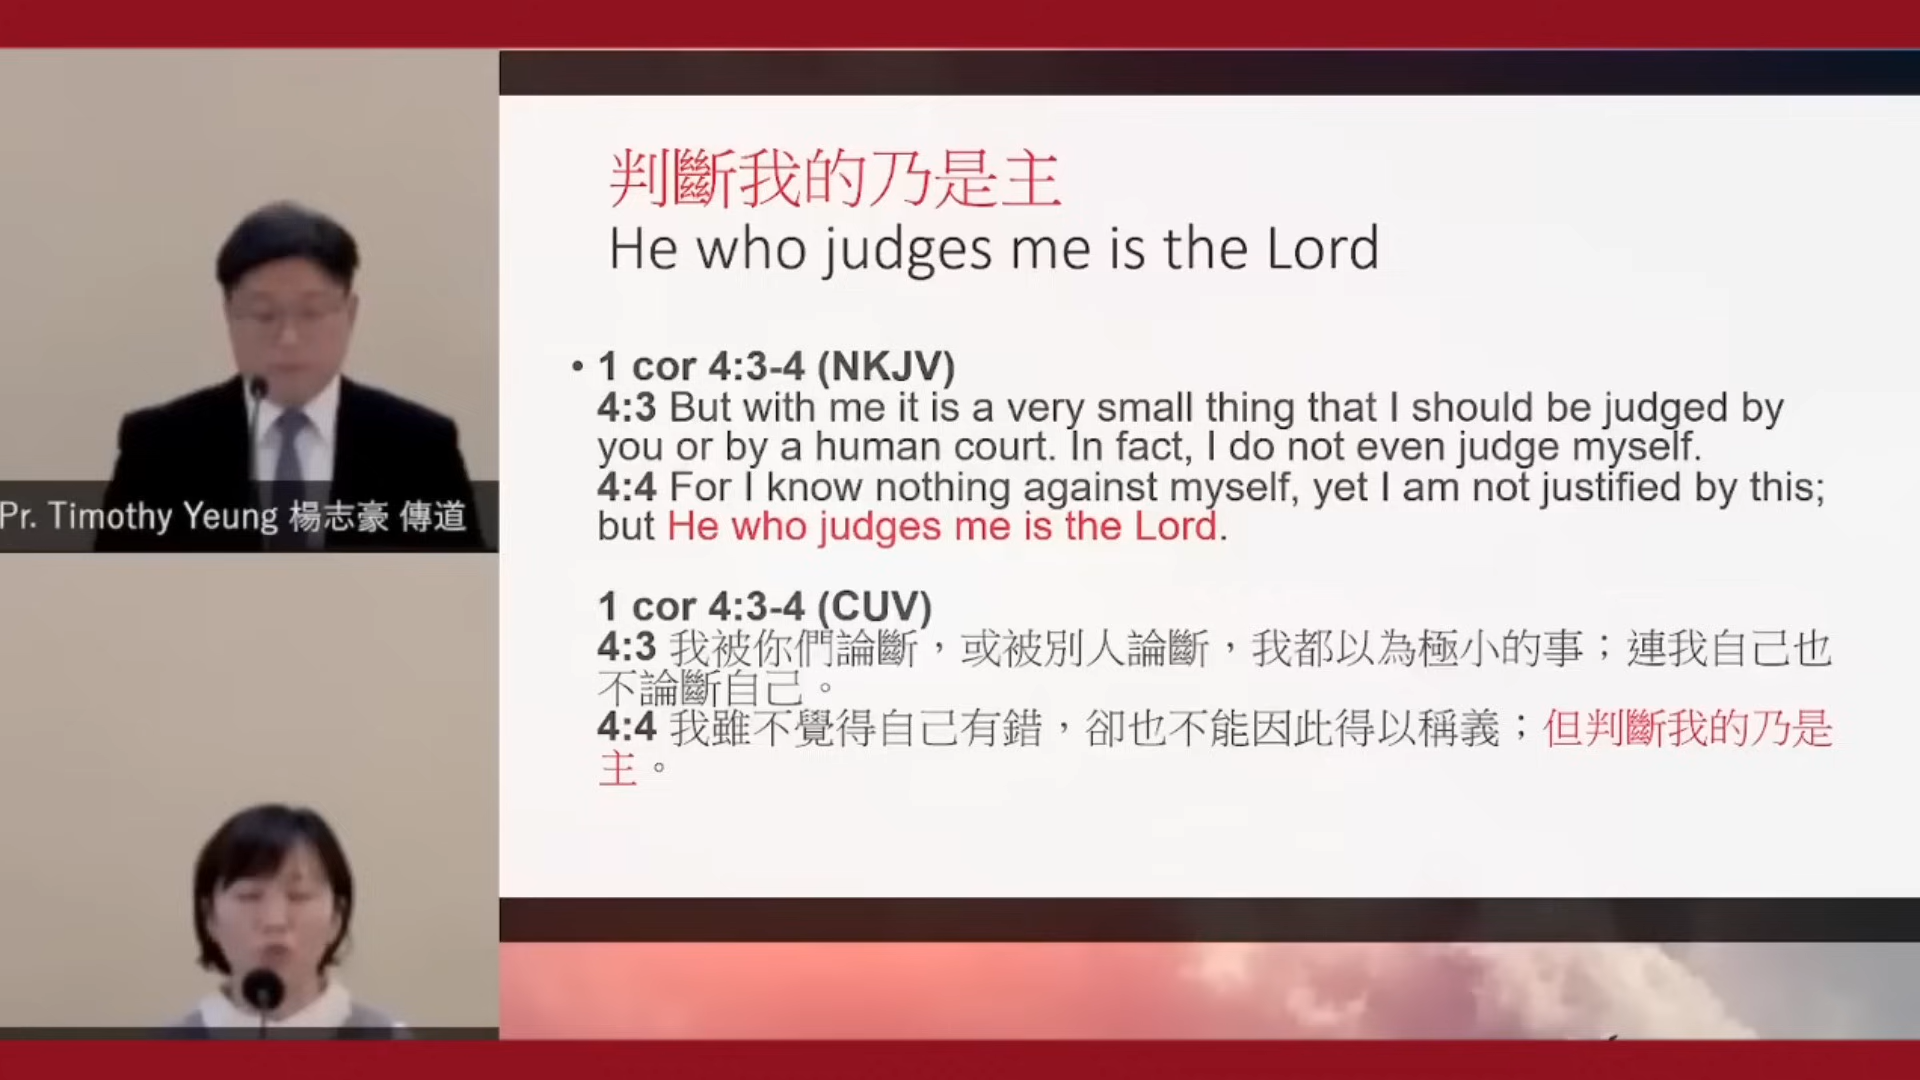 判斷我的乃是主
He who judges me is the Lord
• 1 cor 4:3-4 (NKJV)
4:3 But with me it is a very small thing that I should be judged by
you or by a human court. In fact, I do not even judge myself.
4:4 For I know nothing against myself, yet I am not justified by this;
but He who judges me is the Lord.
1 cor 4:3-4 (CUV)
4:3 我被你們論斷，或被別人論斷，我都以為極小的事；連我自己也
不論斷自己。
4:4 我雖不覺得自己有錯，卻也不能因此得以稱義；但判斷我的乃是
主。
Pr. Timothy Yeung 楊志豪 傳道